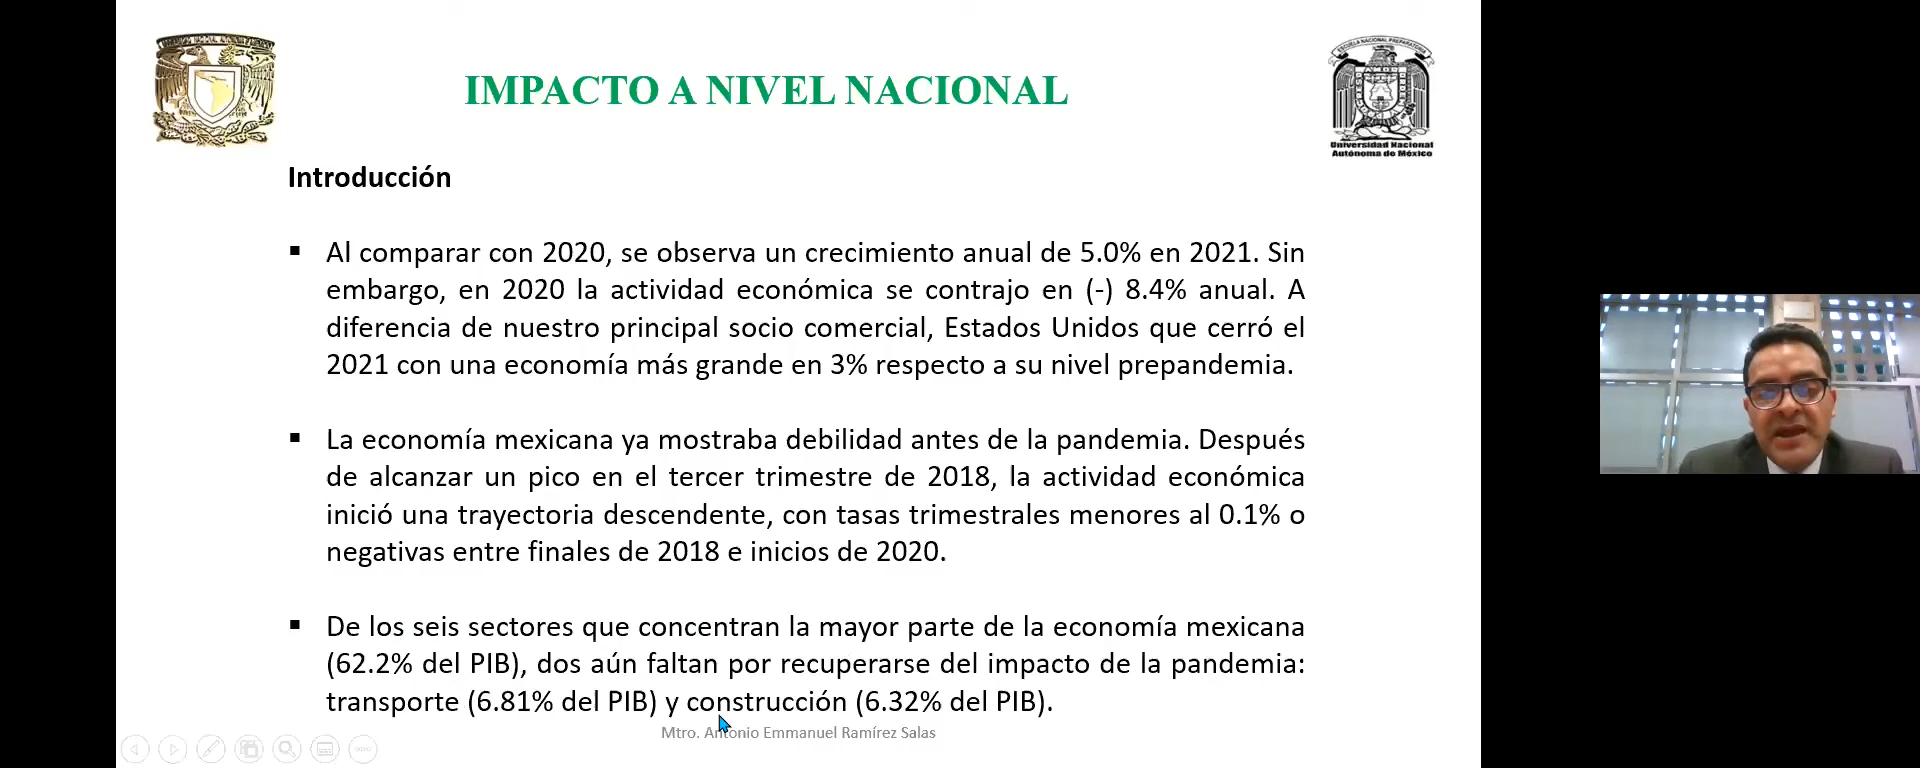 IMPACTO A NIVEL NACIONAL
ESCUELA NACIONAL PREPARATORIA
Universidad Nacional
Autónoma de México
Introducción
▪ Al comparar con 2020, se observa un crecimiento anual de 5.0% en 2021. Sin
embargo, en 2020 la actividad económica se contrajo en (-) 8.4% anual. A
diferencia de nuestro principal socio comercial, Estados Unidos que cerró el
2021 con una economía más grande en 3% respecto a su nivel prepandemia.
▪ La economía mexicana ya mostraba debilidad antes de la pandemia. Después
de alcanzar un pico en el tercer trimestre de 2018, la actividad económica
inició una trayectoria descendente, con tasas trimestrales menores al 0.1% o
negativas entre finales de 2018 e inicios de 2020.
▪ De los seis sectores que concentran la mayor parte de la economía mexicana
(62.2% del PIB), dos aún faltan por recuperarse del impacto de la pandemia:
transporte (6.81% del PIB) y construcción (6.32% del PIB).
Mtro. Antonio Emmanuel Ramírez Salas